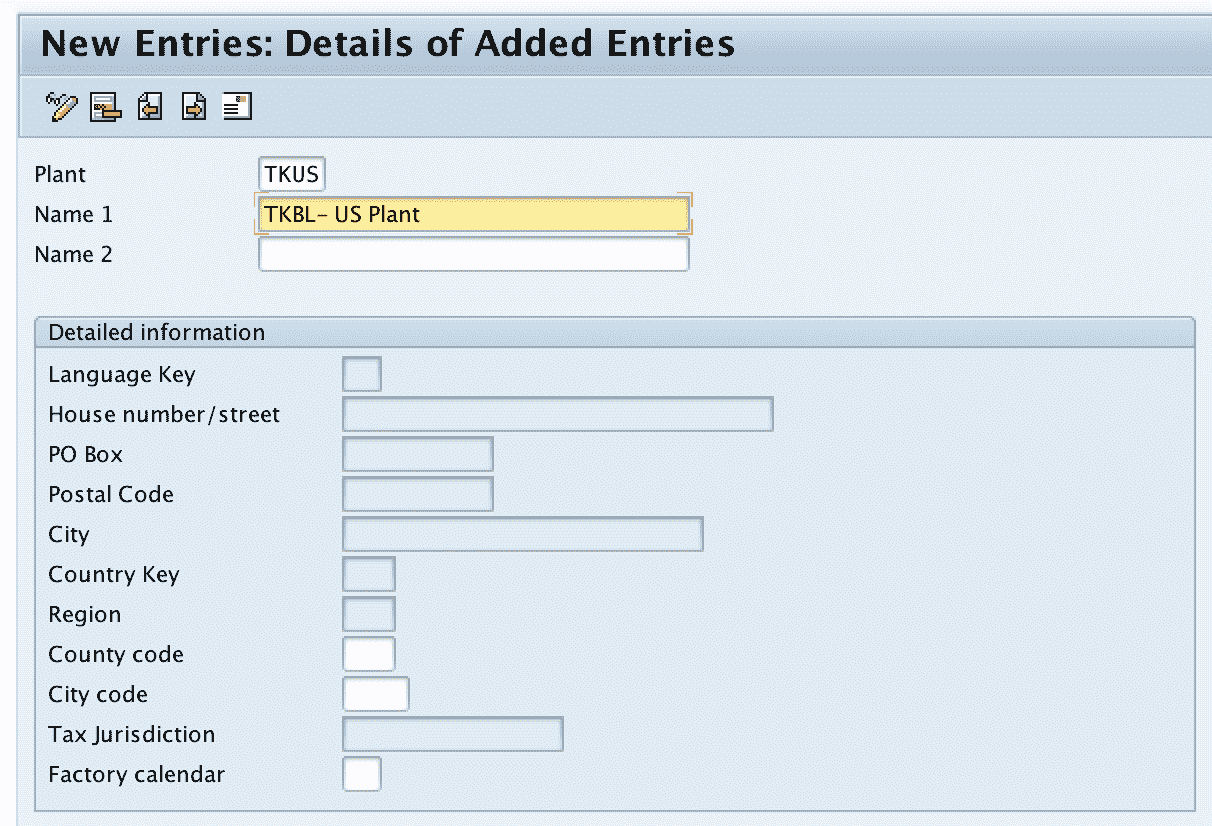 New Entries: Details of Added Entries
Plant TKUS
Name 1 TKBL- US Plant
Name 2
Detailed information
Language Key
House number/street
PO Box
Postal Code
City
Country Key
Region
County code
City code
Tax Jurisdiction
Factory calendar